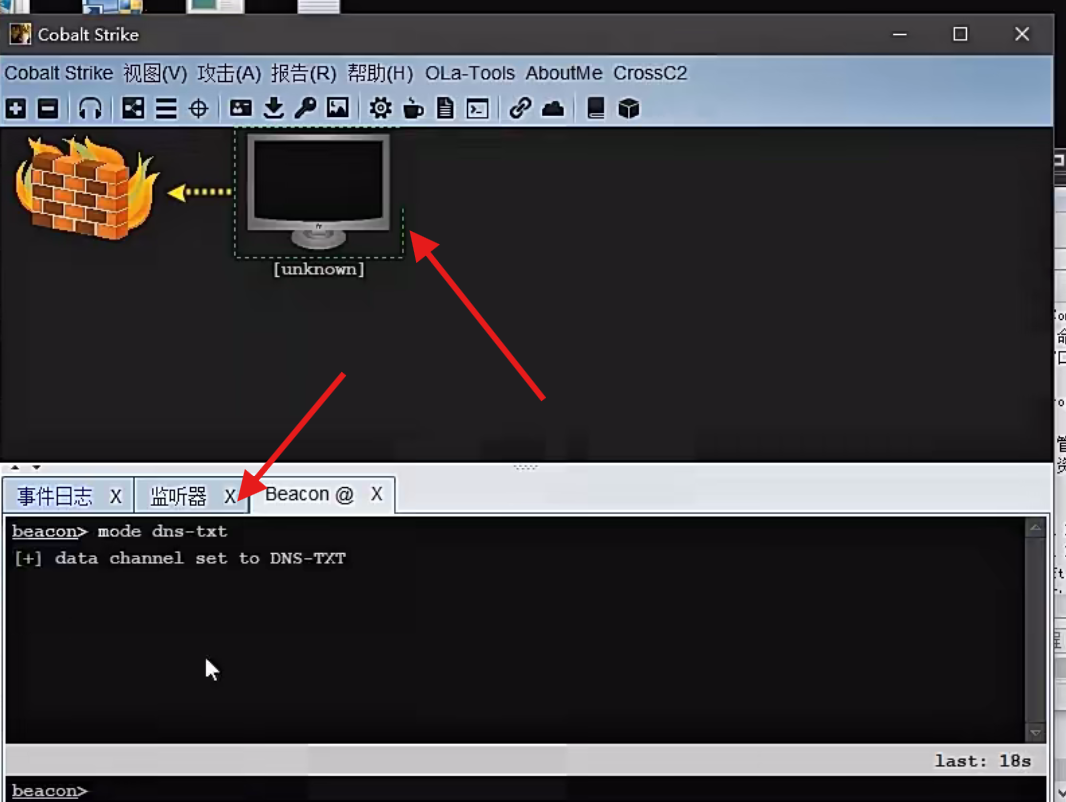 Cobalt Strike
Cobalt Strike 视图(V) 攻击(A) 报告(R) 帮助(H) OLa-Tools AboutMe CrossC2
[unknown]
事件日志 X 监听器 X Beacon @ X
beacon> mode dns-txt
[+] data channel set to DNS-TXT
last: 18s
beacon>